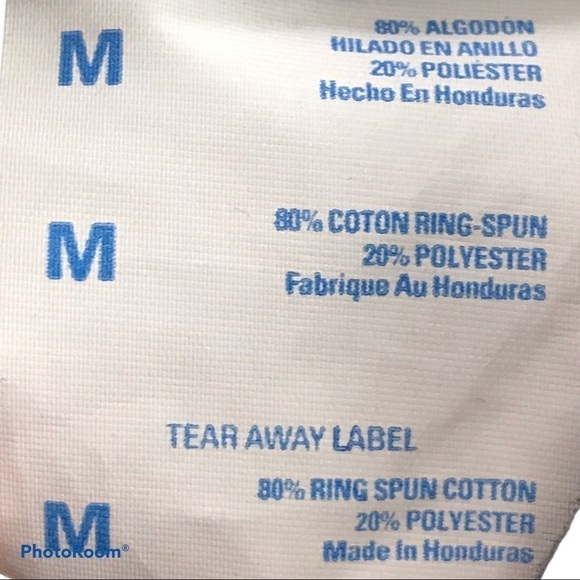 M
80% ALGODÓN
HILADO EN ANILLO
20% POLIÉSTER
Hecho En Honduras
M
80% COTON RING-SPUN
20% POLYESTER
Fabrique Au Honduras
TEAR AWAY LABEL
M
80% RING SPUN COTTON
20% POLYESTER
Made In Honduras
PhotoRoom®